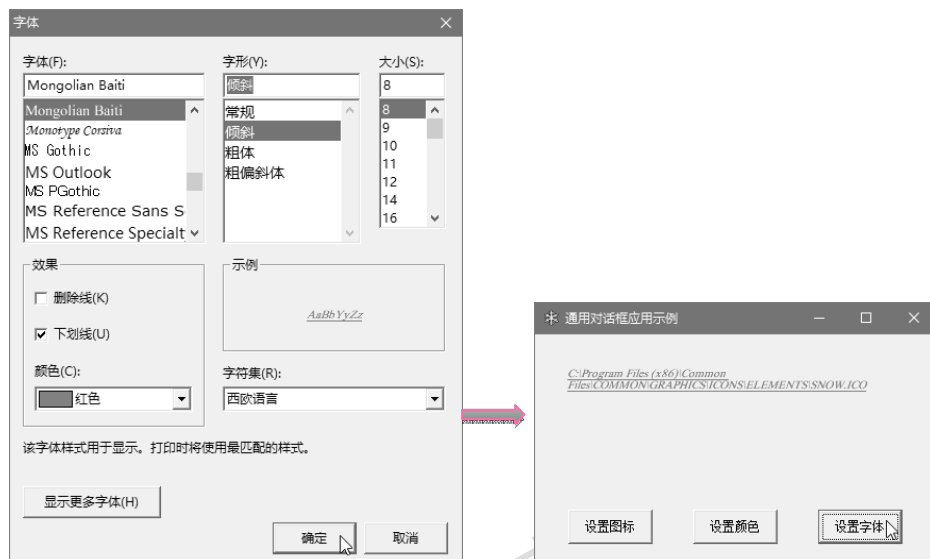 字体
字体(F):
Mongolian Baiti
Mongolian Baiti
Monotype Corsiva
MS Gothic
MS Outlook
MS PGothic
MS Reference Sans S
MS Reference Specialt
字形(Y):
倾斜
常规
倾斜
粗体
粗偏斜体
大小(S):
8
8
9
10
11
12
14
16
效果
删除线(K)
下划线(U)
颜色(C):
红色
示例
AaBbYyZz
字符集(R):
西欧语言
该字体样式用于显示。打印时将使用最匹配的样式。
显示更多字体(H)
确定
取消
通用对话框应用示例
C:\Program Files (x86)\Common
Files\COMMON\GRAPHICS\ICONS\ELEMENTS\SNOW.ICO
设置图标
设置颜色
设置字体